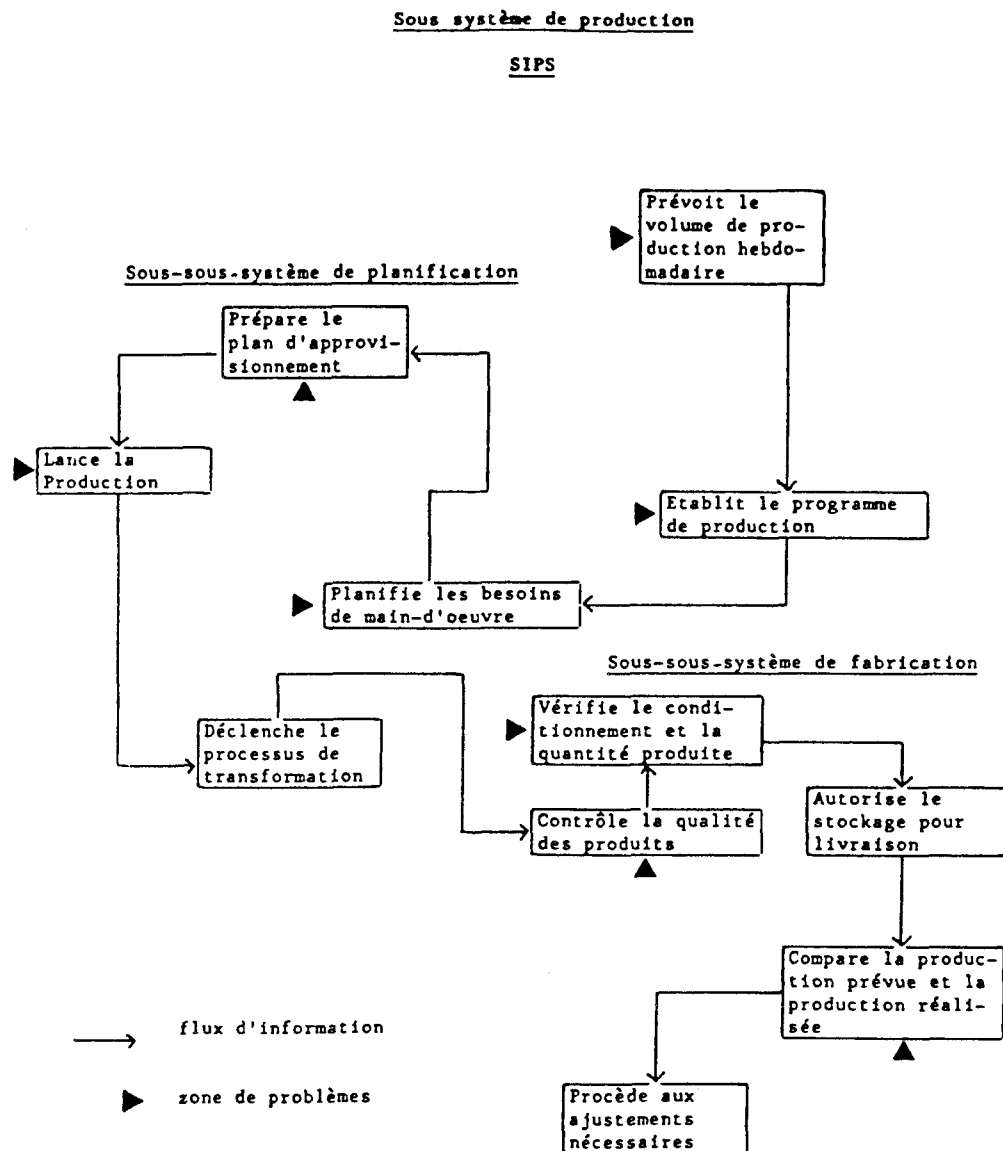 Sous système de production
SIPS
Prévoit le
volume de pro-
duction hebdo-
madaire
Sous-sous-système de planification
Prépare le
plan d'approvi-
sionnement
Lance la
Production
Etablit le programme
de production
Planifie les besoins
de main-d'oeuvre
Sous-sous-système de fabrication
Déclenche le
processus de
transformation
Vérifie le condi-
tionnement et la
quantité produite
Contrôle la qualité
des produits
Autorise le
stockage pour
livraison
Compare la produc-
tion prévue et la
production réali-
sée
Procède aux
ajustements
nécessaires
flux d'information
zone de problèmes